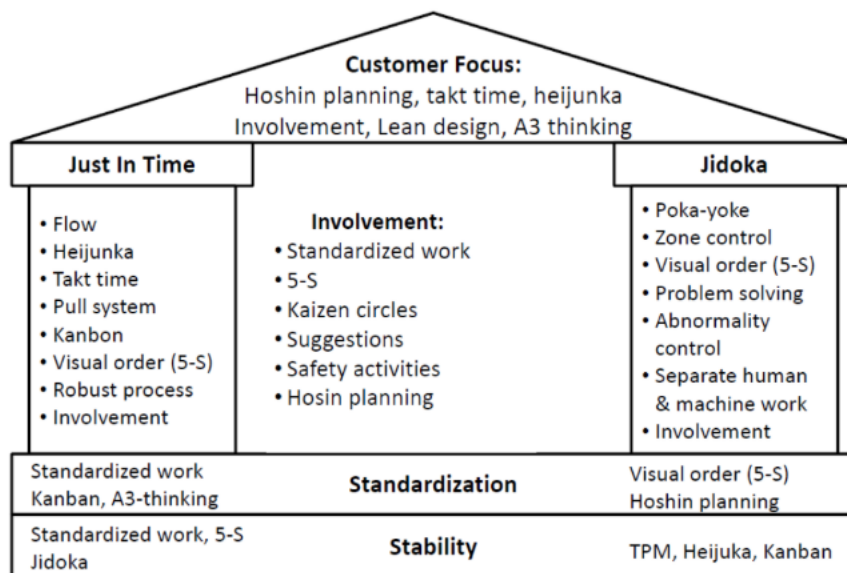 Customer Focus:
Hoshin planning, takt time, heijunka
Involvement, Lean design, A3 thinking
Just In Time
• Flow
• Heijunka
• Takt time
• Pull system
• Kanbon
• Visual order (5-S)
• Robust process
• Involvement
Involvement:
• Standardized work
• 5-S
• Kaizen circles
• Suggestions
• Safety activities
• Hosin planning
Jidoka
• Poka-yoke
• Zone control
• Visual order (5-S)
• Problem solving
• Abnormality
control
• Separate human
& machine work
• Involvement
Standardized work
Kanban, A3-thinking
Standardization
Visual order (5-S)
Hoshin planning
Standardized work, 5-S
Jidoka
Stability
TPM, Heijuka, Kanban